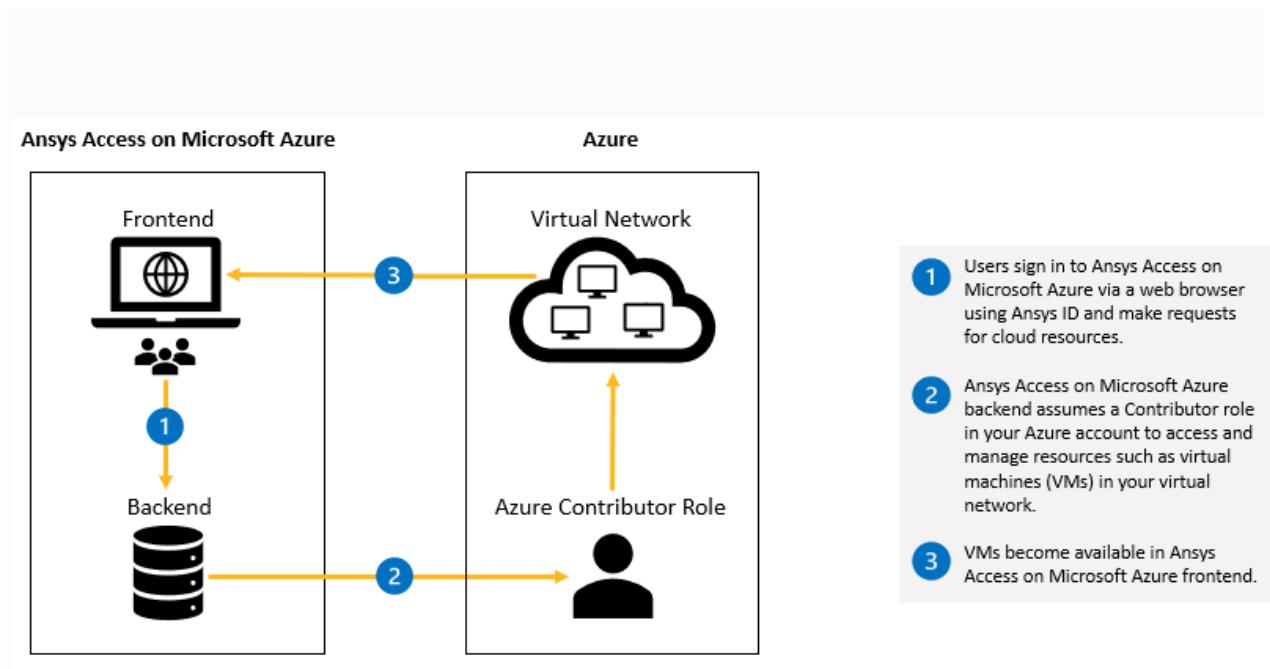 Ansys Access on Microsoft Azure
Azure
Frontend
Virtual Network
3
1
Backend
Azure Contributor Role
2
1
Users sign in to Ansys Access on
Microsoft Azure via a web browser
using Ansys ID and make requests
for cloud resources.
2
Ansys Access on Microsoft Azure
backend assumes a Contributor role
in your Azure account to access and
manage resources such as virtual
machines (VMs) in your virtual
network.
3
VMs become available in Ansys
Access on Microsoft Azure frontend.